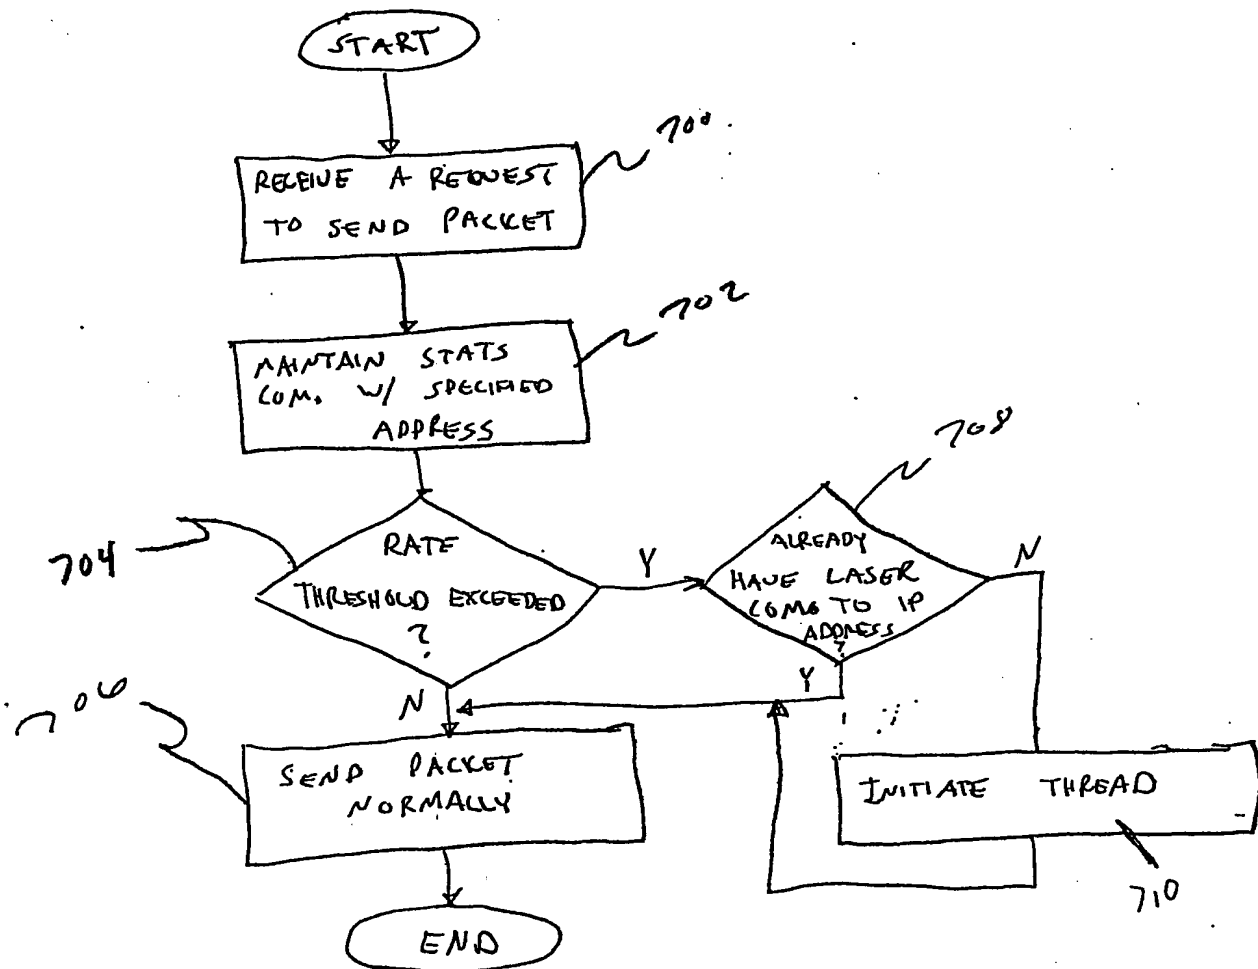 START
700
RECEIVE A REQUEST
TO SEND PACKET
702
MAINTAIN STATS
COM. W/ SPECIFIED
ADDRESS
708
704
RATE
THRESHOLD EXCEEDED
?
Y
ALREADY
HAVE LASER
COM. TO IP
ADDRESS
?
N
N
Y
706
SEND PACKET
NORMALLY
INITIATE THREAD
710
END